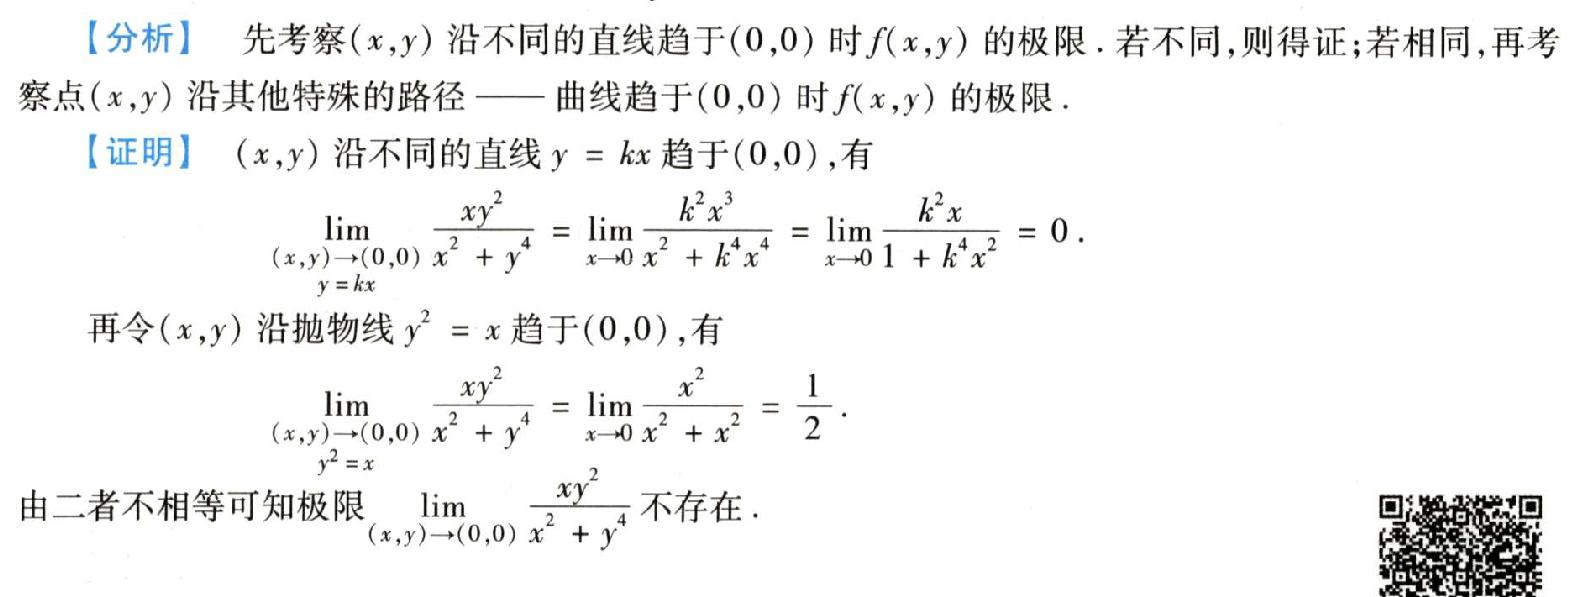 【分析】 先考察(x,y) 沿不同的直线趋于(0,0) 时f(x,y) 的极限.若不同,则得证;若相同,再考
察点(x,y) 沿其他特殊的路径 —— 曲线趋于(0,0) 时f(x,y) 的极限.
【证明】 (x,y) 沿不同的直线 y = kx 趋于(0,0),有
\lim_{\substack{(x,y)→(0,0)\\y=kx}} \frac{xy^2}{x^2+y^4} = \lim_{x→0} \frac{k^2x^3}{x^2+k^4x^4} = \lim_{x→0} \frac{k^2x}{1+k^4x^2} = 0.
再令(x,y) 沿抛物线 y^2 = x 趋于(0,0),有
\lim_{\substack{(x,y)→(0,0)\\y^2=x}} \frac{xy^2}{x^2+y^4} = \lim_{x→0} \frac{x^2}{x^2+x^2} = \frac{1}{2}.
由二者不相等可知极限 \lim_{(x,y)→(0,0)} \frac{xy^2}{x^2+y^4} 不存在.